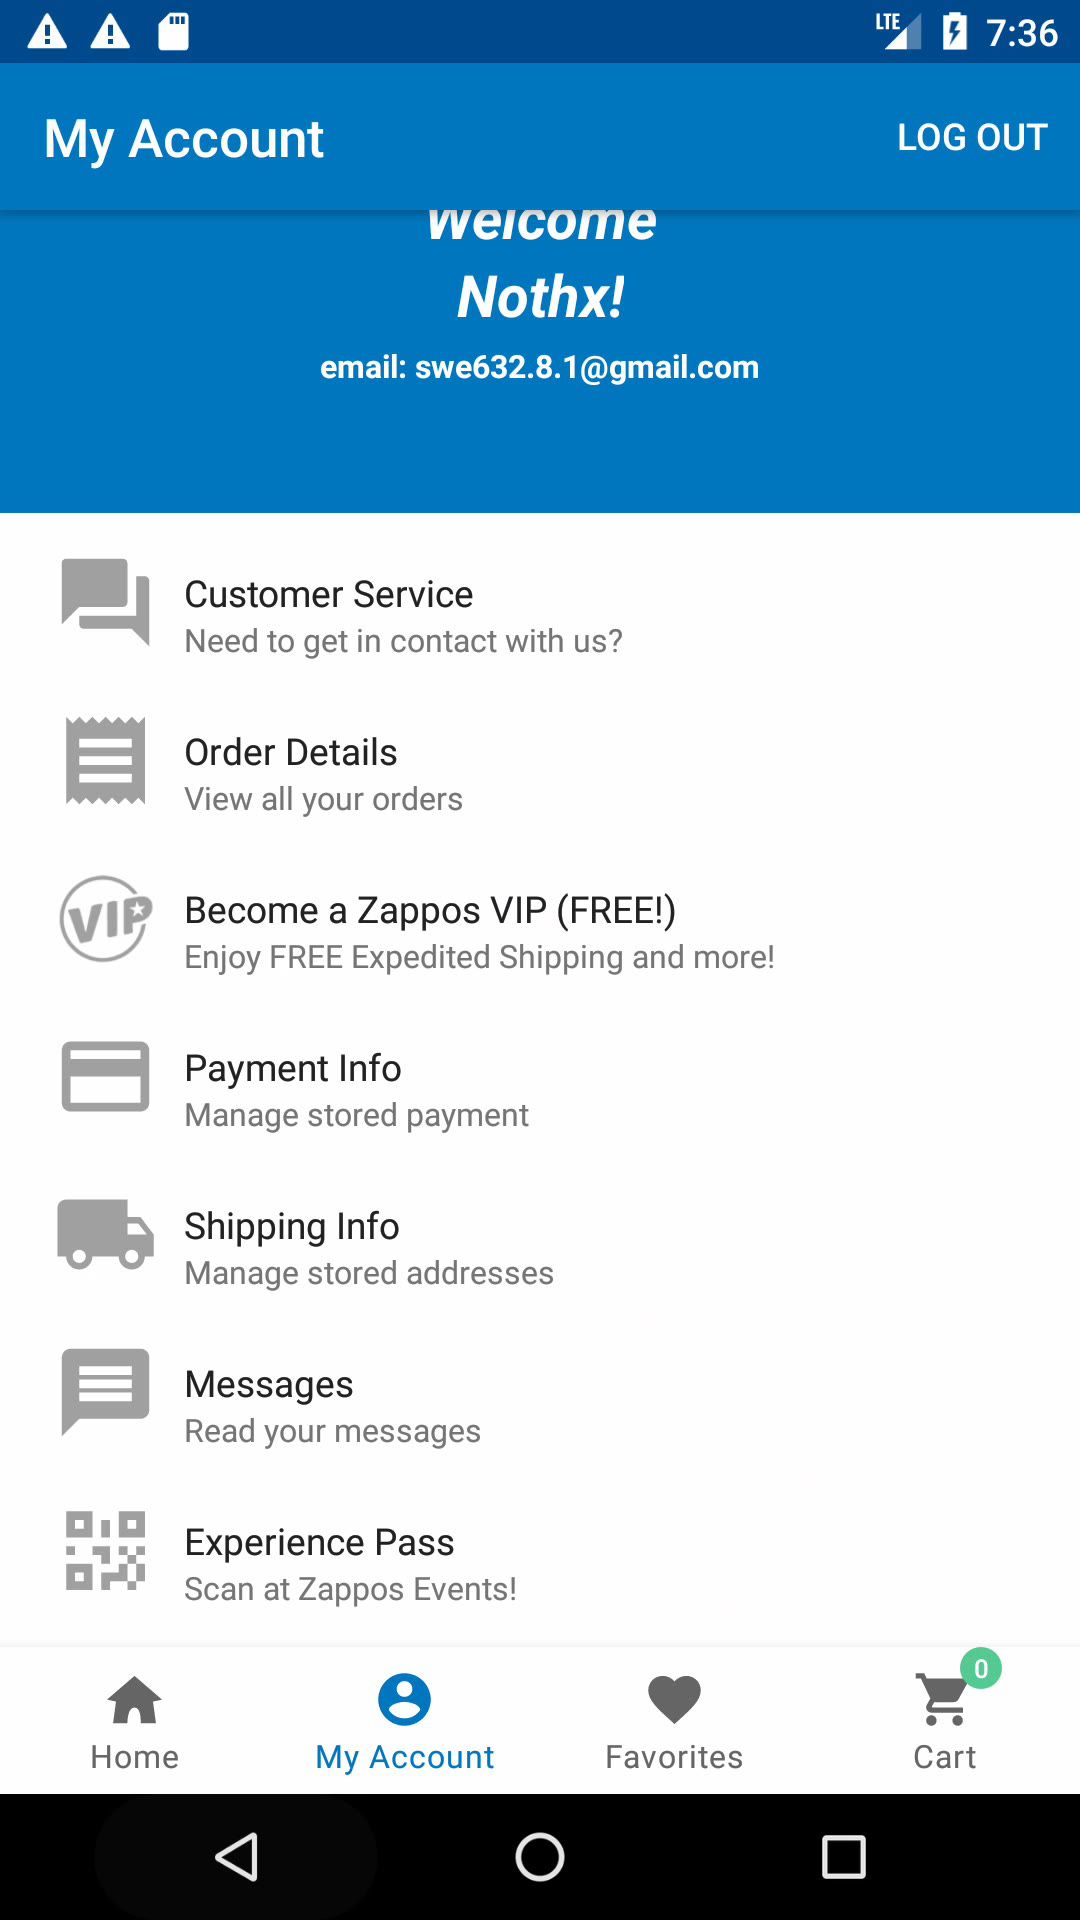 LTE 7:36
My Account LOG OUT
Welcome
Nothx!
email: swe632.8.1@gmail.com
Customer Service
Need to get in contact with us?
Order Details
View all your orders
VIP
Become a Zappos VIP (FREE!)
Enjoy FREE Expedited Shipping and more!
Payment Info
Manage stored payment
Shipping Info
Manage stored addresses
Messages
Read your messages
Experience Pass
Scan at Zappos Events!
0
Home My Account Favorites Cart